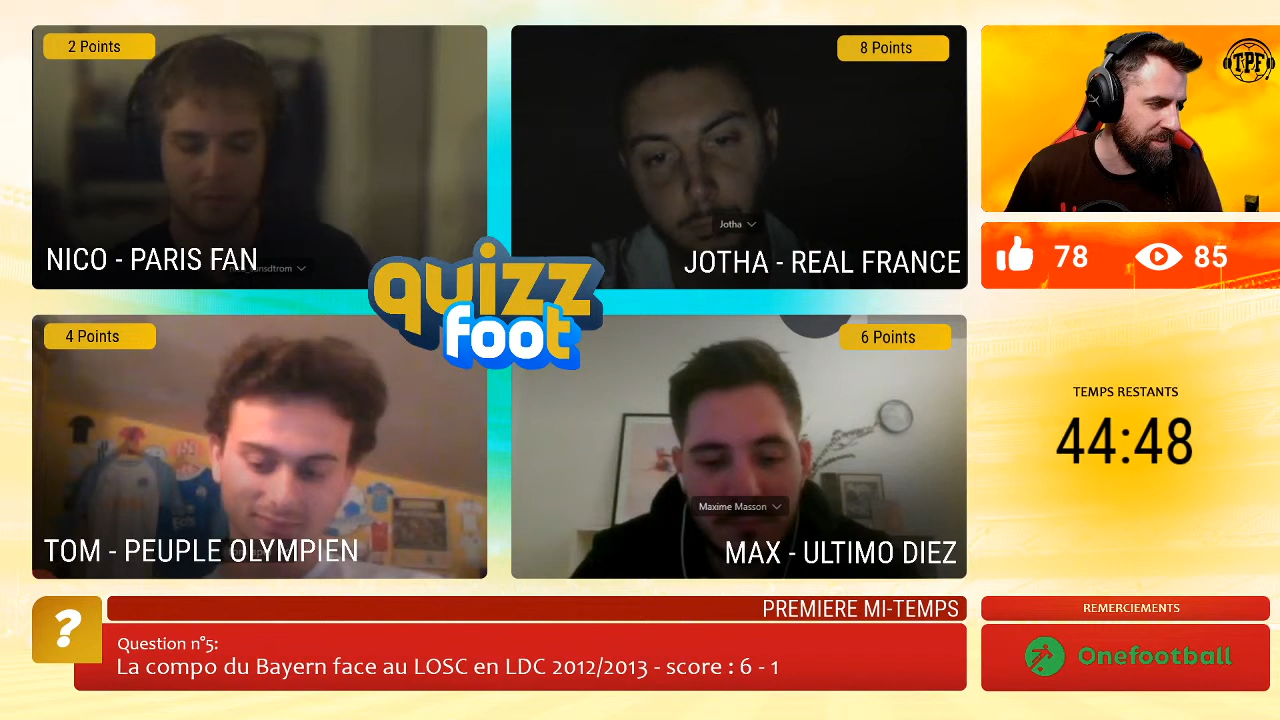 2 Points
8 Points
TPF
NICO - PARIS FAN
Jotha
JOTHA - REAL FRANCE
78
85
quizz
foot
4 Points
6 Points
TEMPS RESTANTS
44:48
Maxime Masson
TOM - PEUPLE OLYMPIEN
MAX - ULTIMO DIEZ
?
PREMIERE MI-TEMPS
Question n°5:
La compo du Bayern face au LOSC en LDC 2012/2013 - score : 6 - 1
REMERCIEMENTS
Onefootball